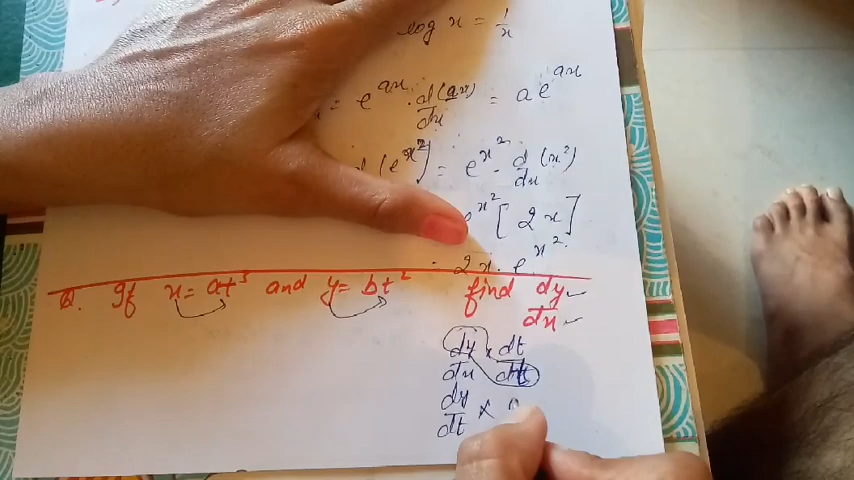 log x = 1/x
= e^ax · d(ax)/dx = a e^ax
d (e^x²) = e^x² · d/dx (x²)
e^x² [ 2x ]
2x · e^x²
Q. If x = at³ and y = bt² find dy/dx
dy/dx × dt/dt
dy/dt ×